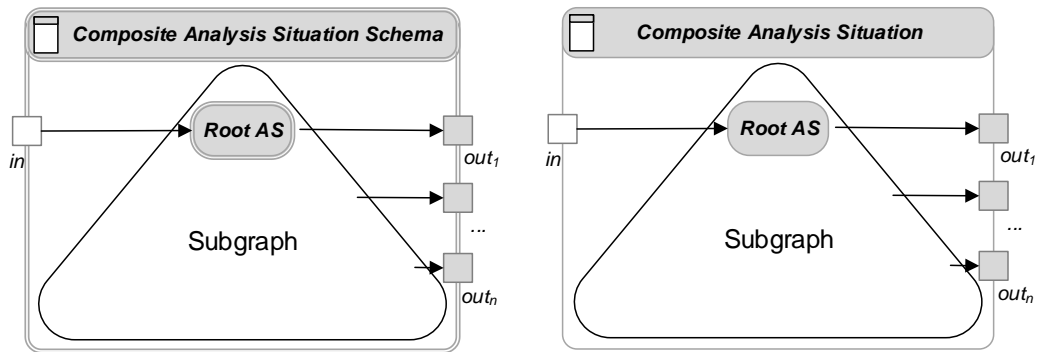 Composite Analysis Situation Schema
Root AS
in
out1
...
Subgraph
outn
Composite Analysis Situation
Root AS
in
out1
...
Subgraph
outn